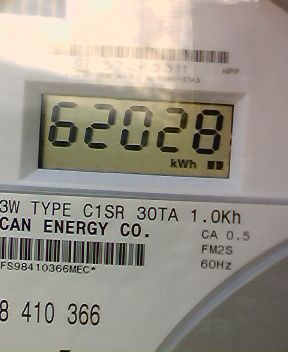 62028
kWh
3W TYPE C1SR 30TA 1.0Kh
CAN ENERGY CO.
CA 0.5
FM2S
60Hz
FS98410366MEC*
8 410 366